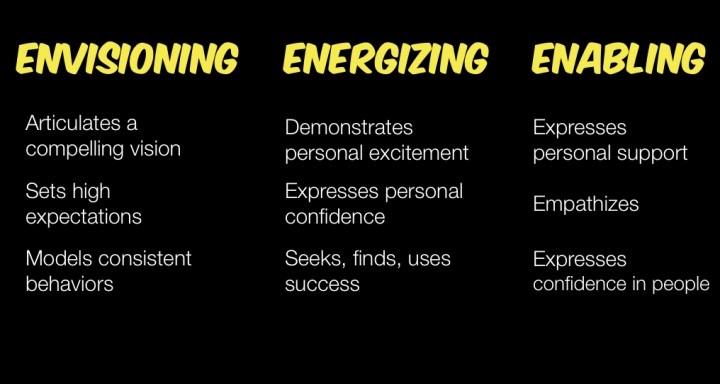 ENVISIONING
Articulates a
compelling vision
Sets high
expectations
Models consistent
behaviors
ENERGIZING
Demonstrates
personal excitement
Expresses personal
confidence
Seeks, finds, uses
success
ENABLING
Expresses
personal support
Empathizes
Expresses
confidence in people